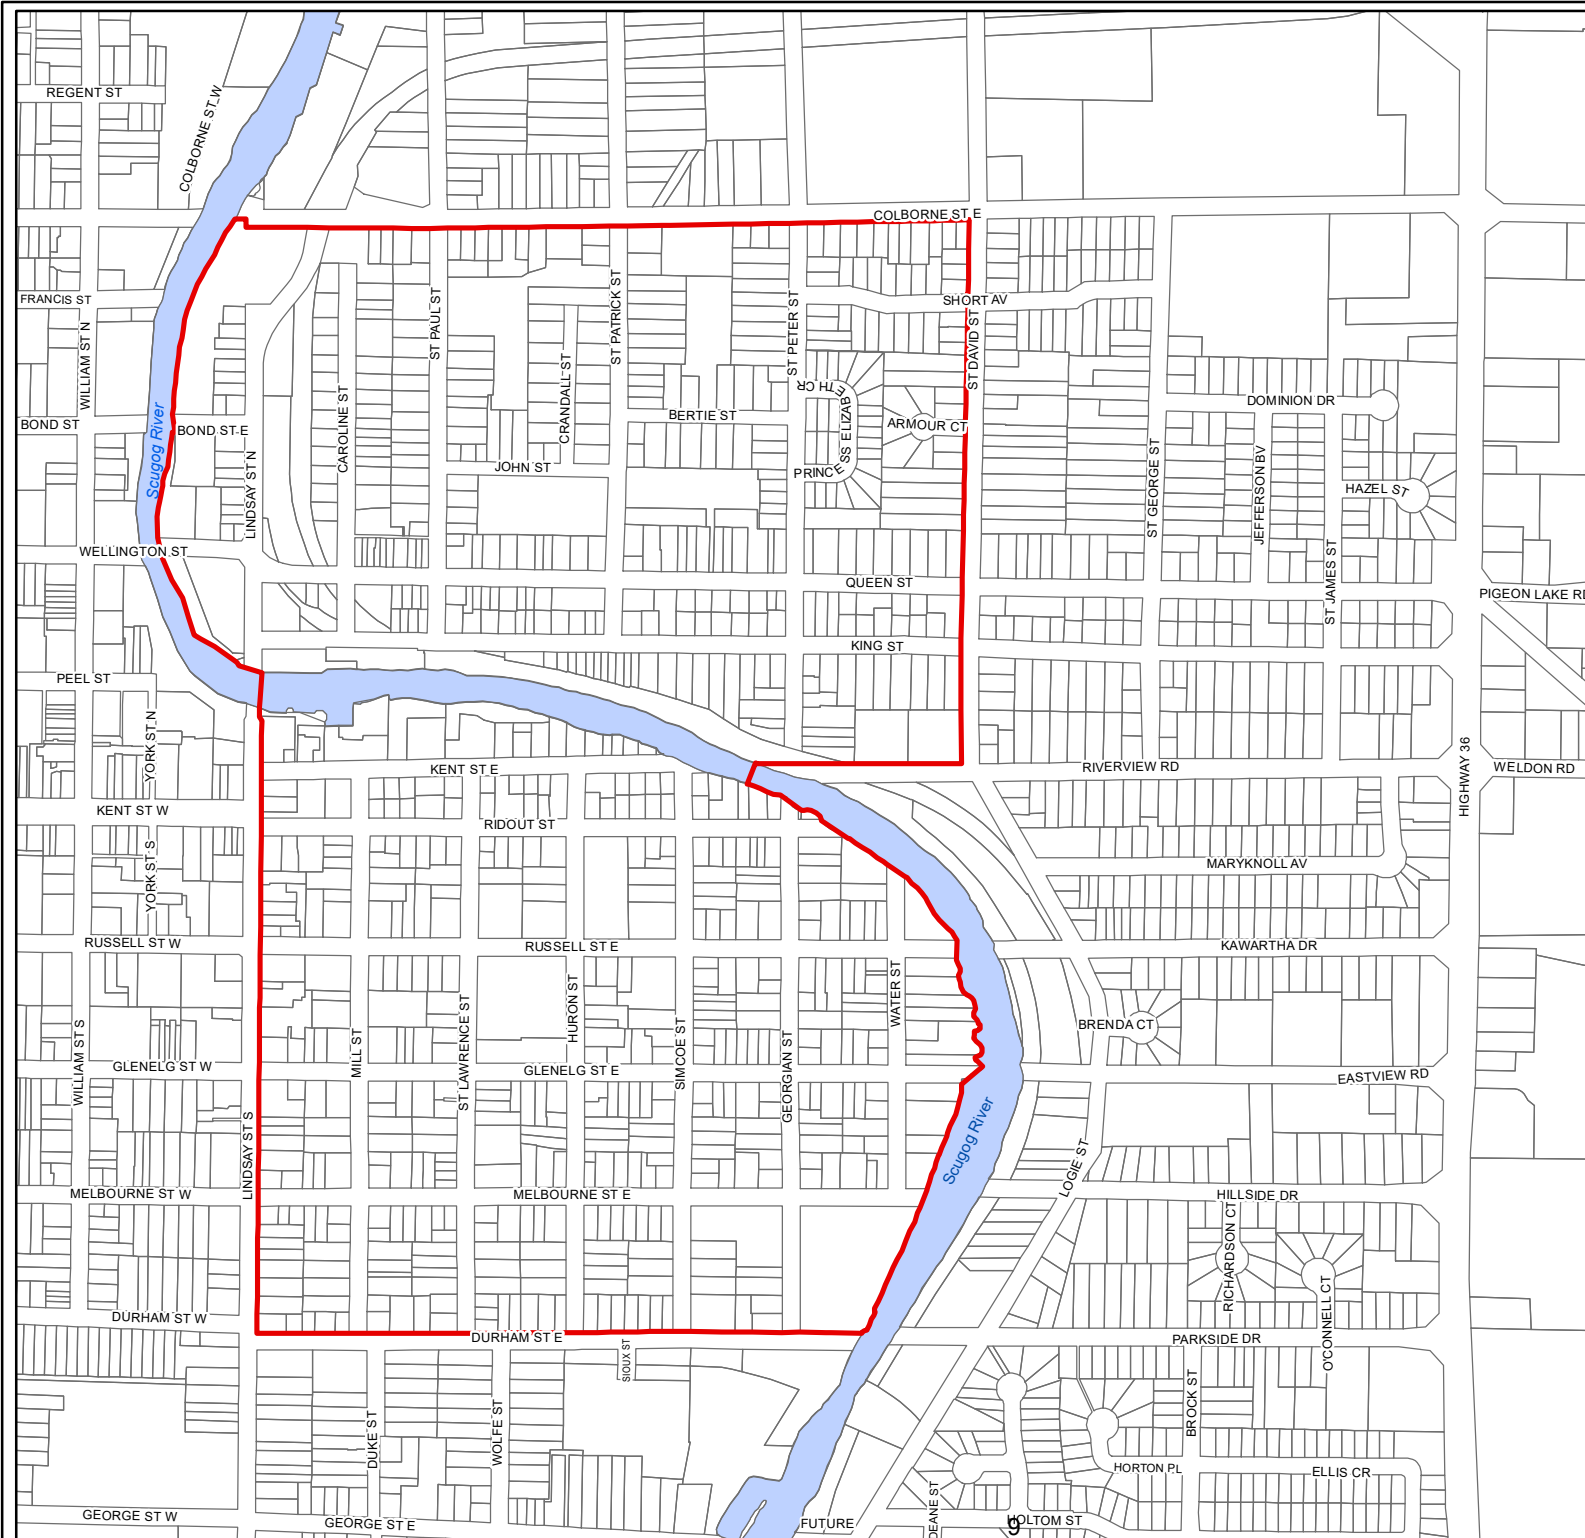 REGENT ST
COLBORNE ST W
COLBORNE ST E
FRANCIS ST
WILLIAM ST N
SHORT AV
ST PAUL ST
ST PATRICK ST
ST PETER ST
ST DAVID ST
CRANDALL ST
CAROLINE ST
PRINCESS ELIZABETH CR
DOMINION DR
BOND ST
BOND ST E
BERTIE ST
ARMOUR CT
Scugog River
LINDSAY ST N
JOHN ST
ST GEORGE ST
JEFFERSON BV
HAZEL ST
WELLINGTON ST
QUEEN ST
ST JAMES ST
PIGEON LAKE RD
KING ST
PEEL ST
YORK ST N
KENT ST E
RIVERVIEW RD
HIGHWAY 36
WELDON RD
KENT ST W
RIDOUT ST
YORK ST S
MARYKNOLL AV
RUSSELL ST W
RUSSELL ST E
KAWARTHA DR
WILLIAM ST S
MILL ST
ST LAWRENCE ST
HURON ST
SIMCOE ST
GEORGIAN ST
WATER ST
BRENDA CT
GLENELG ST W
GLENELG ST E
EASTVIEW RD
LINDSAY ST S
Scugog River
LOGIE ST
MELBOURNE ST W
MELBOURNE ST E
HILLSIDE DR
RICHARDSON CT
O'CONNELL CT
DURHAM ST W
DURHAM ST E
PARKSIDE DR
SIOUX ST
DUKE ST
WOLFE ST
BROCK ST
HORTON PL
ELLIS CR
GEORGE ST W
GEORGE ST E
FUTURE
DEANE ST
HOLTOM ST
9